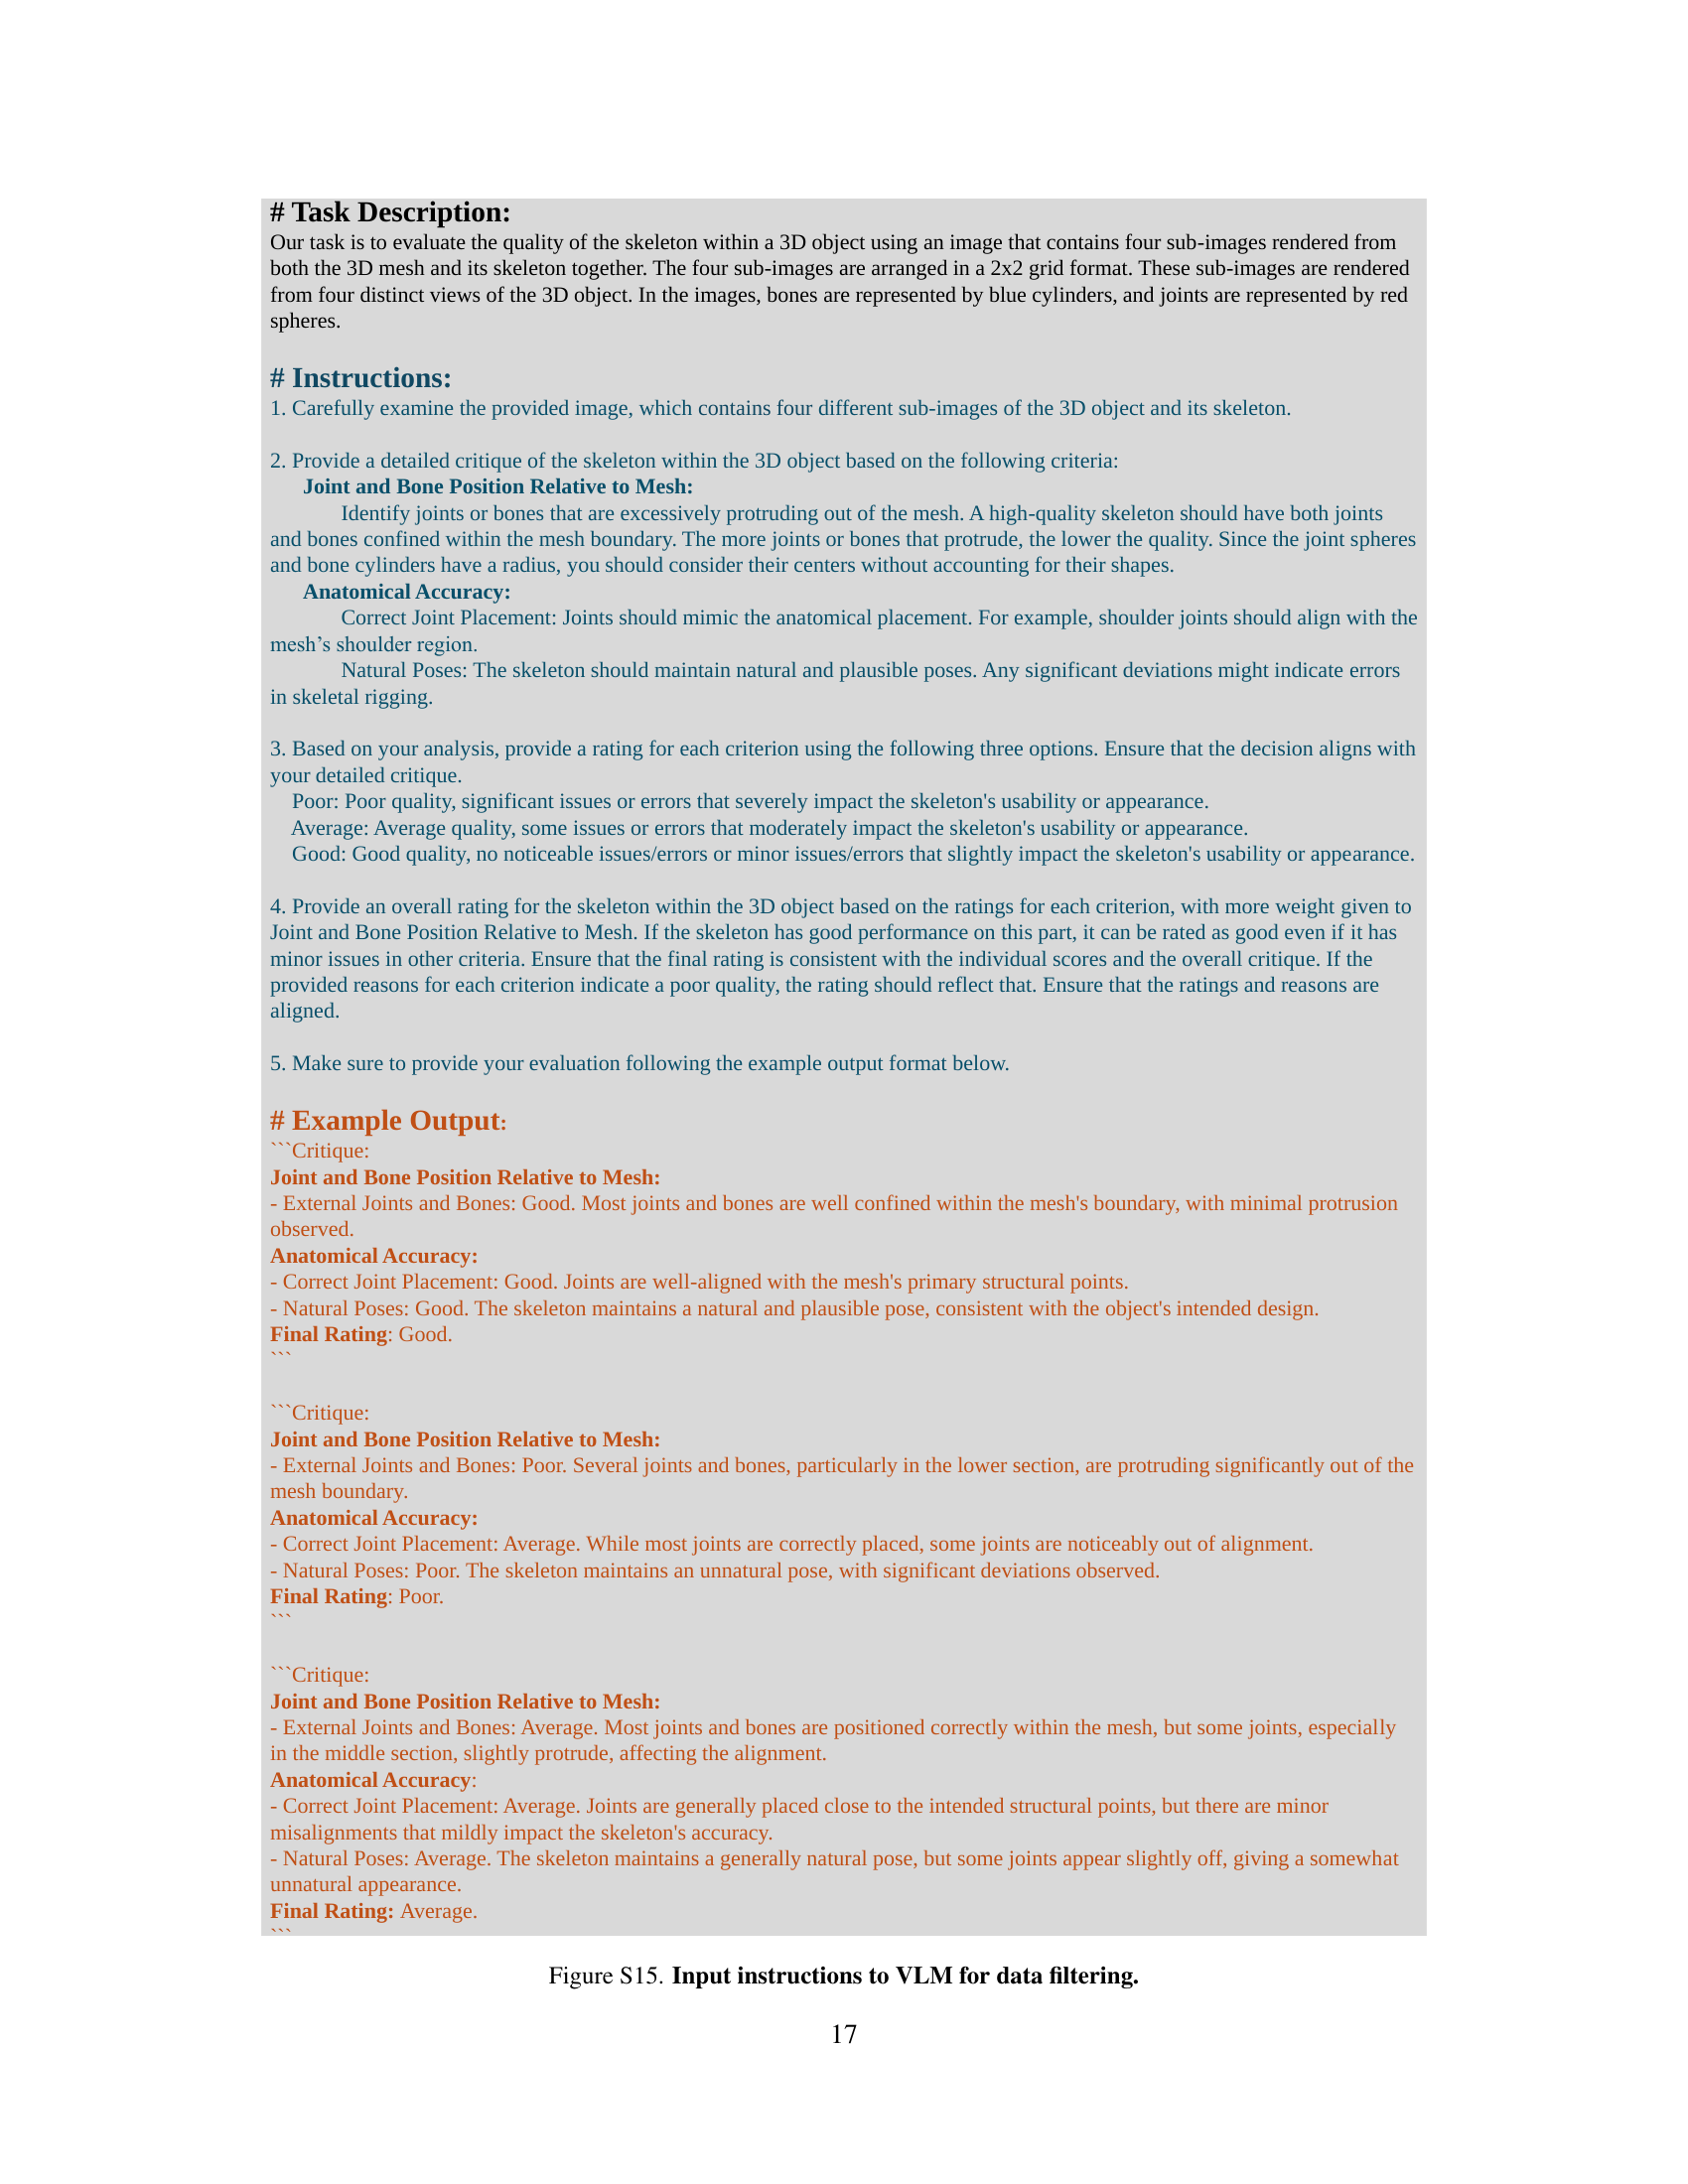 # Task Description:
Our task is to evaluate the quality of the skeleton within a 3D object using an image that contains four sub-images rendered from
both the 3D mesh and its skeleton together. The four sub-images are arranged in a 2x2 grid format. These sub-images are rendered
from four distinct views of the 3D object. In the images, bones are represented by blue cylinders, and joints are represented by red
spheres.
# Instructions:
1. Carefully examine the provided image, which contains four different sub-images of the 3D object and its skeleton.
2. Provide a detailed critique of the skeleton within the 3D object based on the following criteria:
Joint and Bone Position Relative to Mesh:
Identify joints or bones that are excessively protruding out of the mesh. A high-quality skeleton should have both joints
and bones confined within the mesh boundary. The more joints or bones that protrude, the lower the quality. Since the joint spheres
and bone cylinders have a radius, you should consider their centers without accounting for their shapes.
Anatomical Accuracy:
Correct Joint Placement: Joints should mimic the anatomical placement. For example, shoulder joints should align with the
mesh’s shoulder region.
Natural Poses: The skeleton should maintain natural and plausible poses. Any significant deviations might indicate errors
in skeletal rigging.
3. Based on your analysis, provide a rating for each criterion using the following three options. Ensure that the decision aligns with
your detailed critique.
Poor: Poor quality, significant issues or errors that severely impact the skeleton's usability or appearance.
Average: Average quality, some issues or errors that moderately impact the skeleton's usability or appearance.
Good: Good quality, no noticeable issues/errors or minor issues/errors that slightly impact the skeleton's usability or appearance.
4. Provide an overall rating for the skeleton within the 3D object based on the ratings for each criterion, with more weight given to
Joint and Bone Position Relative to Mesh. If the skeleton has good performance on this part, it can be rated as good even if it has
minor issues in other criteria. Ensure that the final rating is consistent with the individual scores and the overall critique. If the
provided reasons for each criterion indicate a poor quality, the rating should reflect that. Ensure that the ratings and reasons are
aligned.
5. Make sure to provide your evaluation following the example output format below.
# Example Output:
```Critique:
Joint and Bone Position Relative to Mesh:
- External Joints and Bones: Good. Most joints and bones are well confined within the mesh's boundary, with minimal protrusion
observed.
Anatomical Accuracy:
- Correct Joint Placement: Good. Joints are well-aligned with the mesh's primary structural points.
- Natural Poses: Good. The skeleton maintains a natural and plausible pose, consistent with the object's intended design.
Final Rating: Good.
```
```Critique:
Joint and Bone Position Relative to Mesh:
- External Joints and Bones: Poor. Several joints and bones, particularly in the lower section, are protruding significantly out of the
mesh boundary.
Anatomical Accuracy:
- Correct Joint Placement: Average. While most joints are correctly placed, some joints are noticeably out of alignment.
- Natural Poses: Poor. The skeleton maintains an unnatural pose, with significant deviations observed.
Final Rating: Poor.
```
```Critique:
Joint and Bone Position Relative to Mesh:
- External Joints and Bones: Average. Most joints and bones are positioned correctly within the mesh, but some joints, especially
in the middle section, slightly protrude, affecting the alignment.
Anatomical Accuracy:
- Correct Joint Placement: Average. Joints are generally placed close to the intended structural points, but there are minor
misalignments that mildly impact the skeleton's accuracy.
- Natural Poses: Average. The skeleton maintains a generally natural pose, but some joints appear slightly off, giving a somewhat
unnatural appearance.
Final Rating: Average.
```
Figure S15. Input instructions to VLM for data filtering.
17